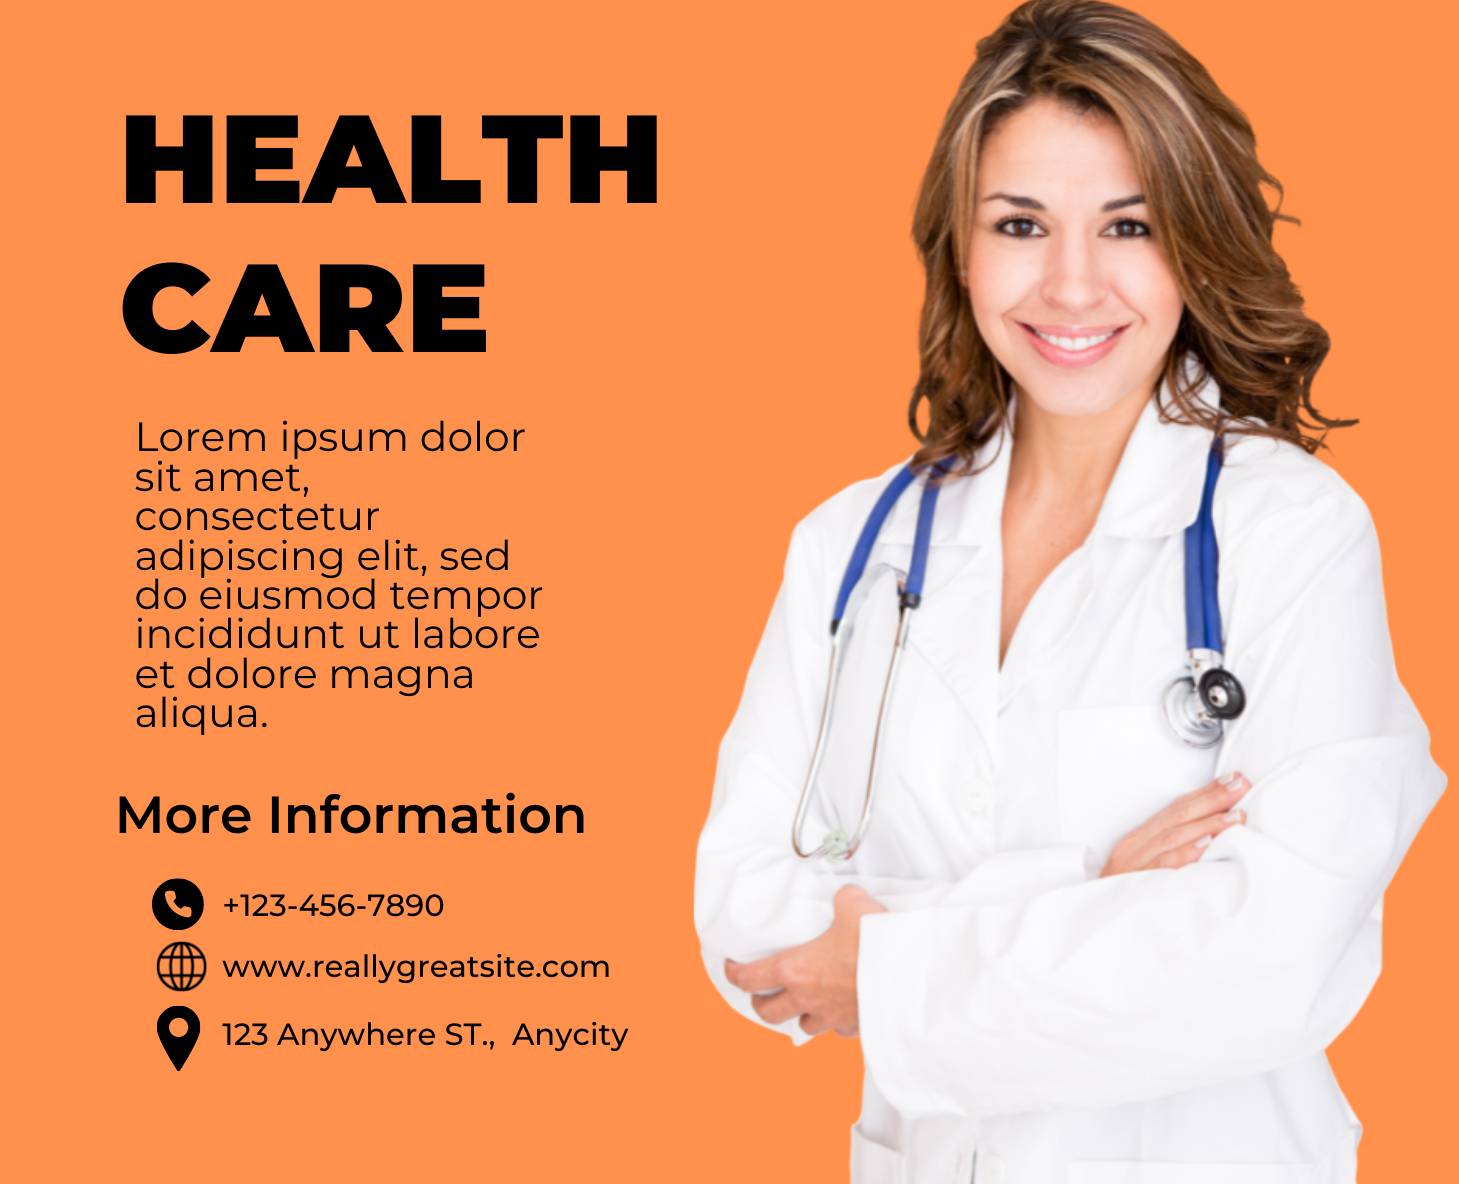 HEALTH
CARE
Lorem ipsum dolor
sit amet,
consectetur
adipiscing elit, sed
do eiusmod tempor
incididunt ut labore
et dolore magna
aliqua.
More Information
+123-456-7890
www.reallygreatsite.com
123 Anywhere ST.,  Anycity